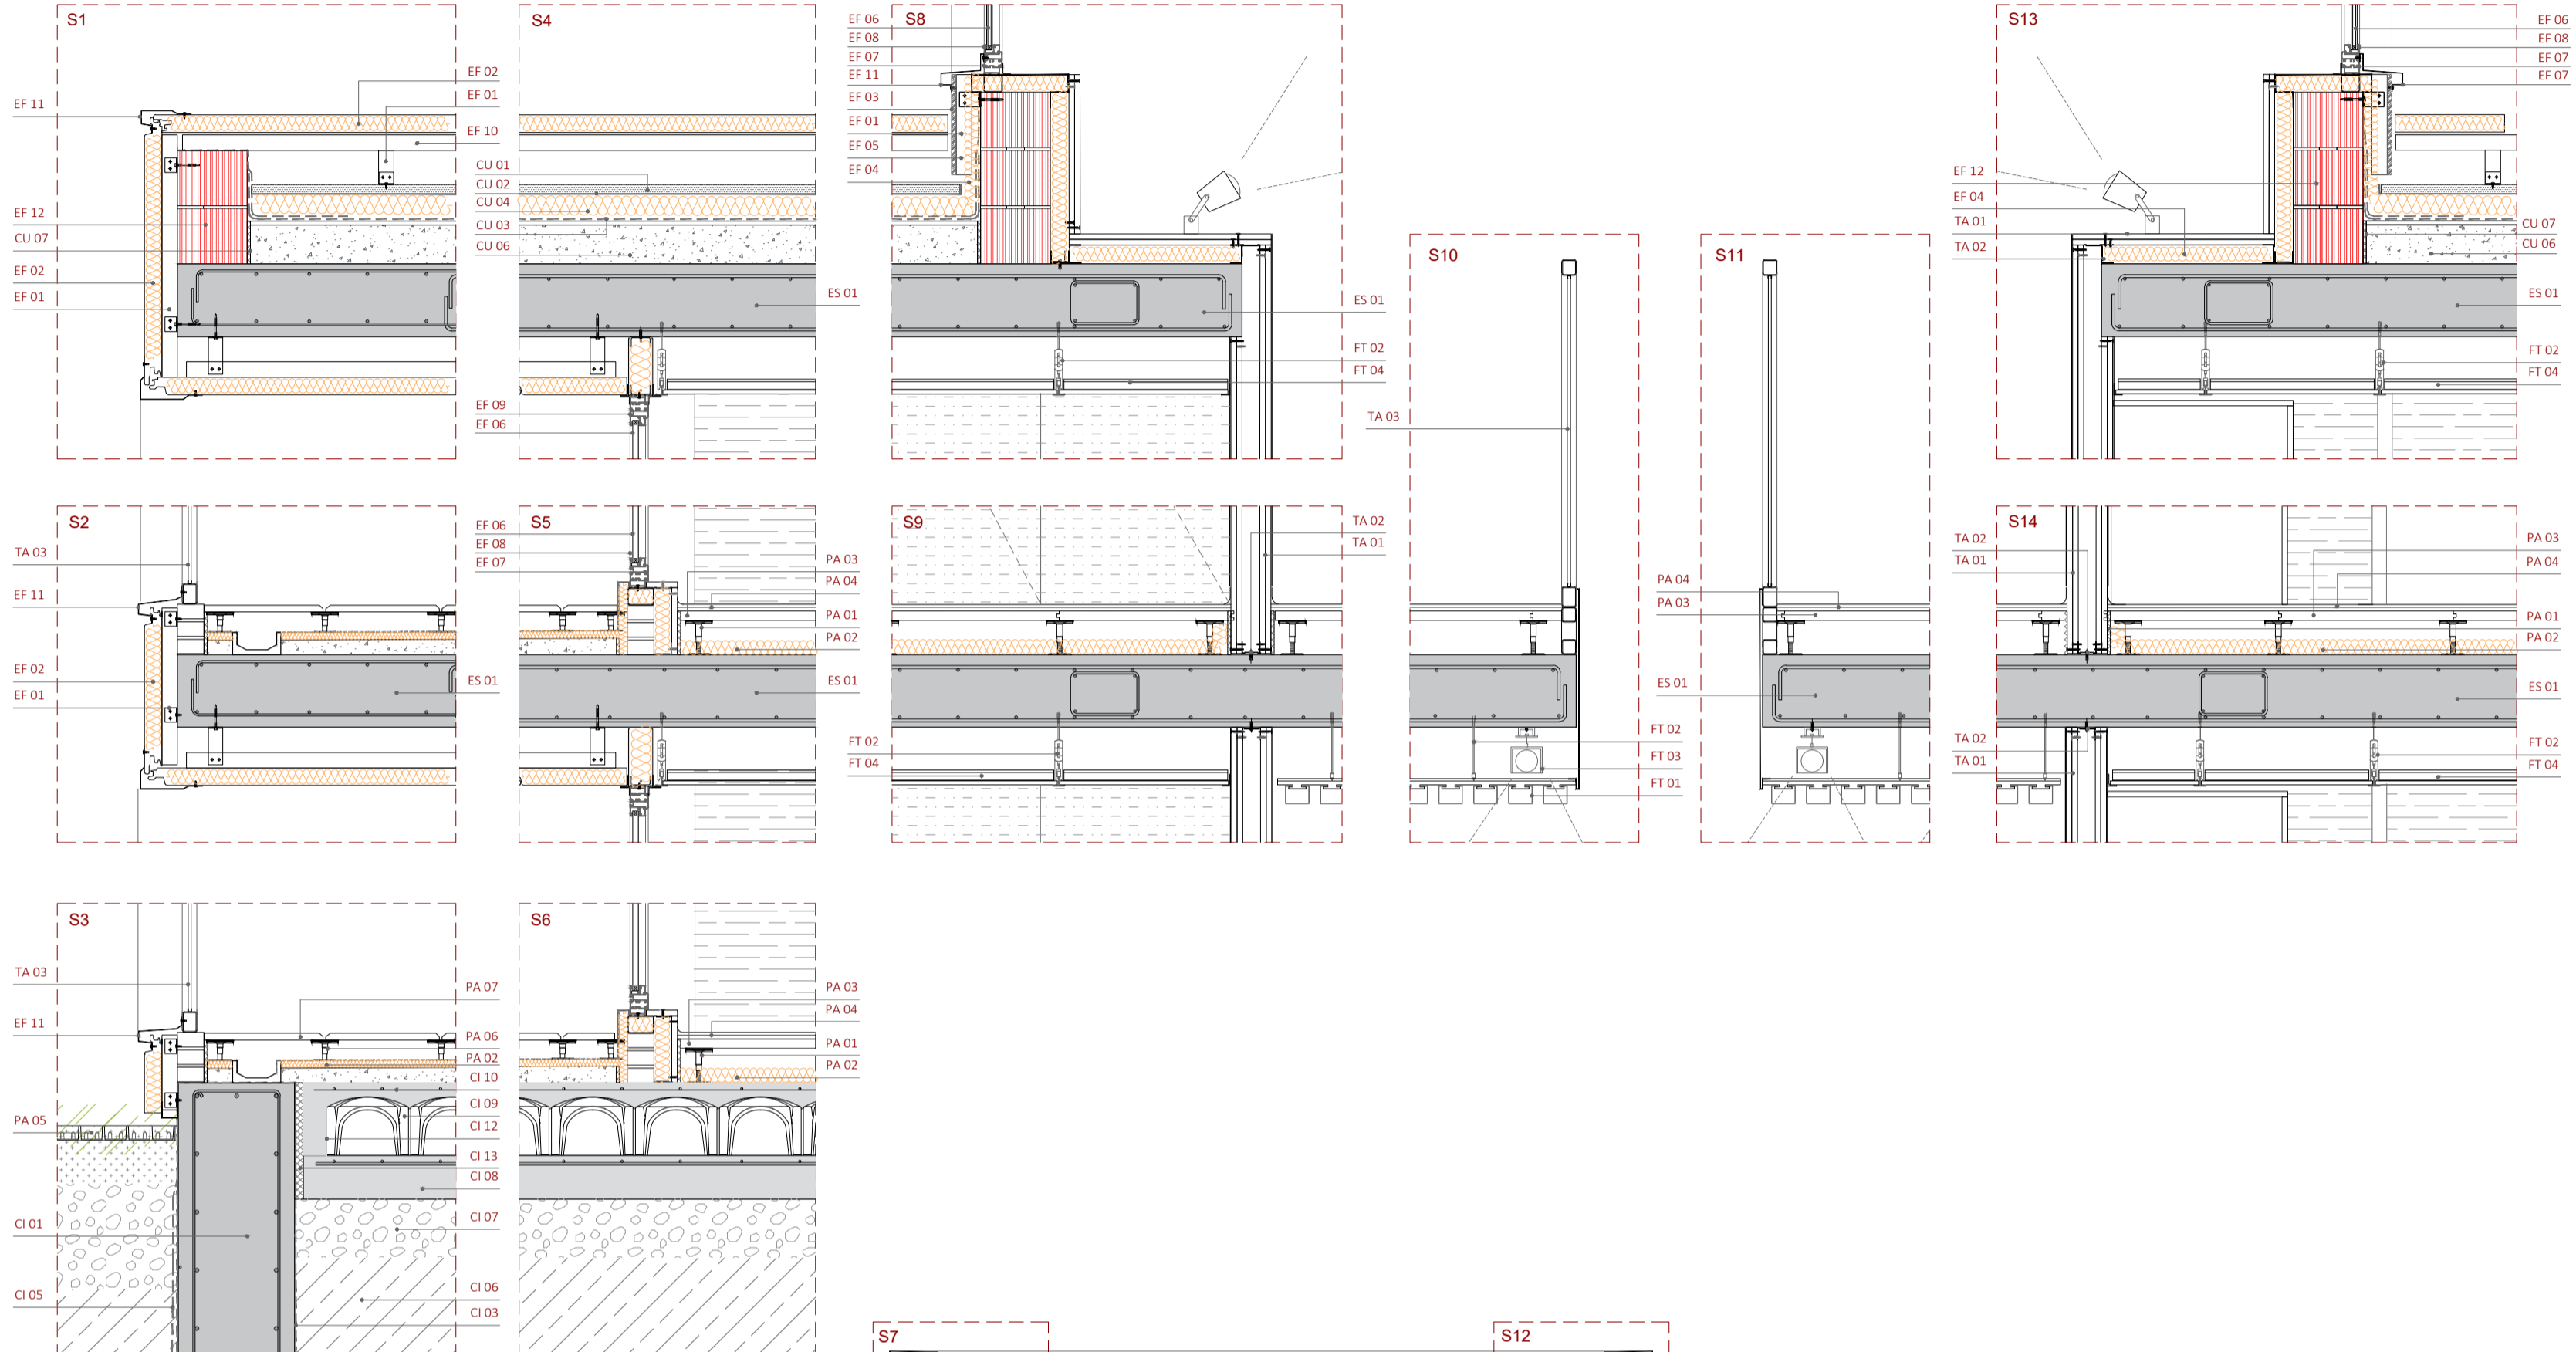 S1
EF 02
EF 01
EF 11
EF 10
EF 12
CU 07
EF 02
EF 01
S4
CU 01
CU 02
CU 04
CU 03
CU 06
ES 01
EF 09
EF 06
S8
EF 06
EF 08
EF 07
EF 11
EF 03
EF 01
EF 05
EF 04
ES 01
FT 02
FT 04
S10
TA 03
S11
S13
EF 06
EF 08
EF 07
EF 07
EF 12
EF 04
TA 01
TA 02
CU 07
CU 06
ES 01
FT 02
FT 04
S2
TA 03
EF 11
EF 02
EF 01
ES 01
S5
EF 06
EF 08
EF 07
PA 03
PA 04
PA 01
PA 02
ES 01
S9
TA 02
TA 01
FT 02
FT 04
PA 04
PA 03
ES 01
FT 02
FT 03
FT 01
S14
TA 02
TA 01
PA 03
PA 04
PA 01
PA 02
ES 01
TA 02
TA 01
FT 02
FT 04
S3
TA 03
PA 07
EF 11
PA 06
PA 02
CI 10
CI 09
PA 05
CI 12
CI 13
CI 08
CI 01
CI 07
CI 05
CI 06
CI 03
S6
PA 03
PA 04
PA 01
PA 02
S7
S12